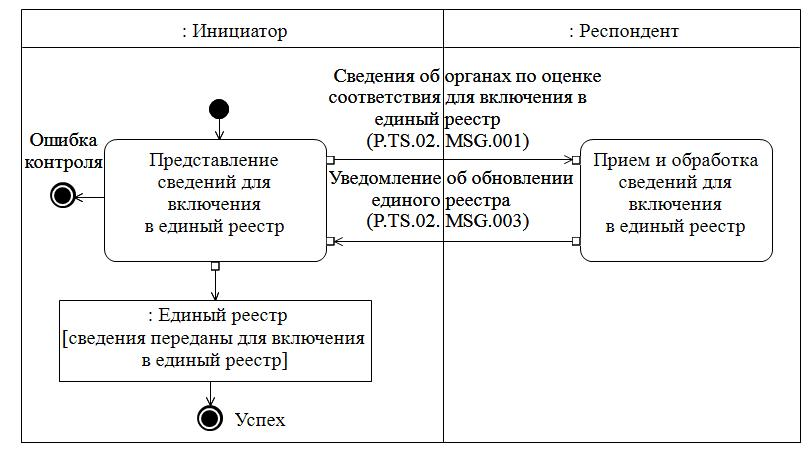 : Инициатор
: Респондент
Сведения об органах по оценке
соответствия для включения в
единый реестр
(P.TS.02. MSG.001)
Ошибка
контроля
Представление
сведений для
включения
в единый реестр
Уведомление об обновлении
единого реестра
(P.TS.02. MSG.003)
Прием и обработка
сведений для
включения
в единый реестр
: Единый реестр
[сведения переданы для включения
в единый реестр]
Успех